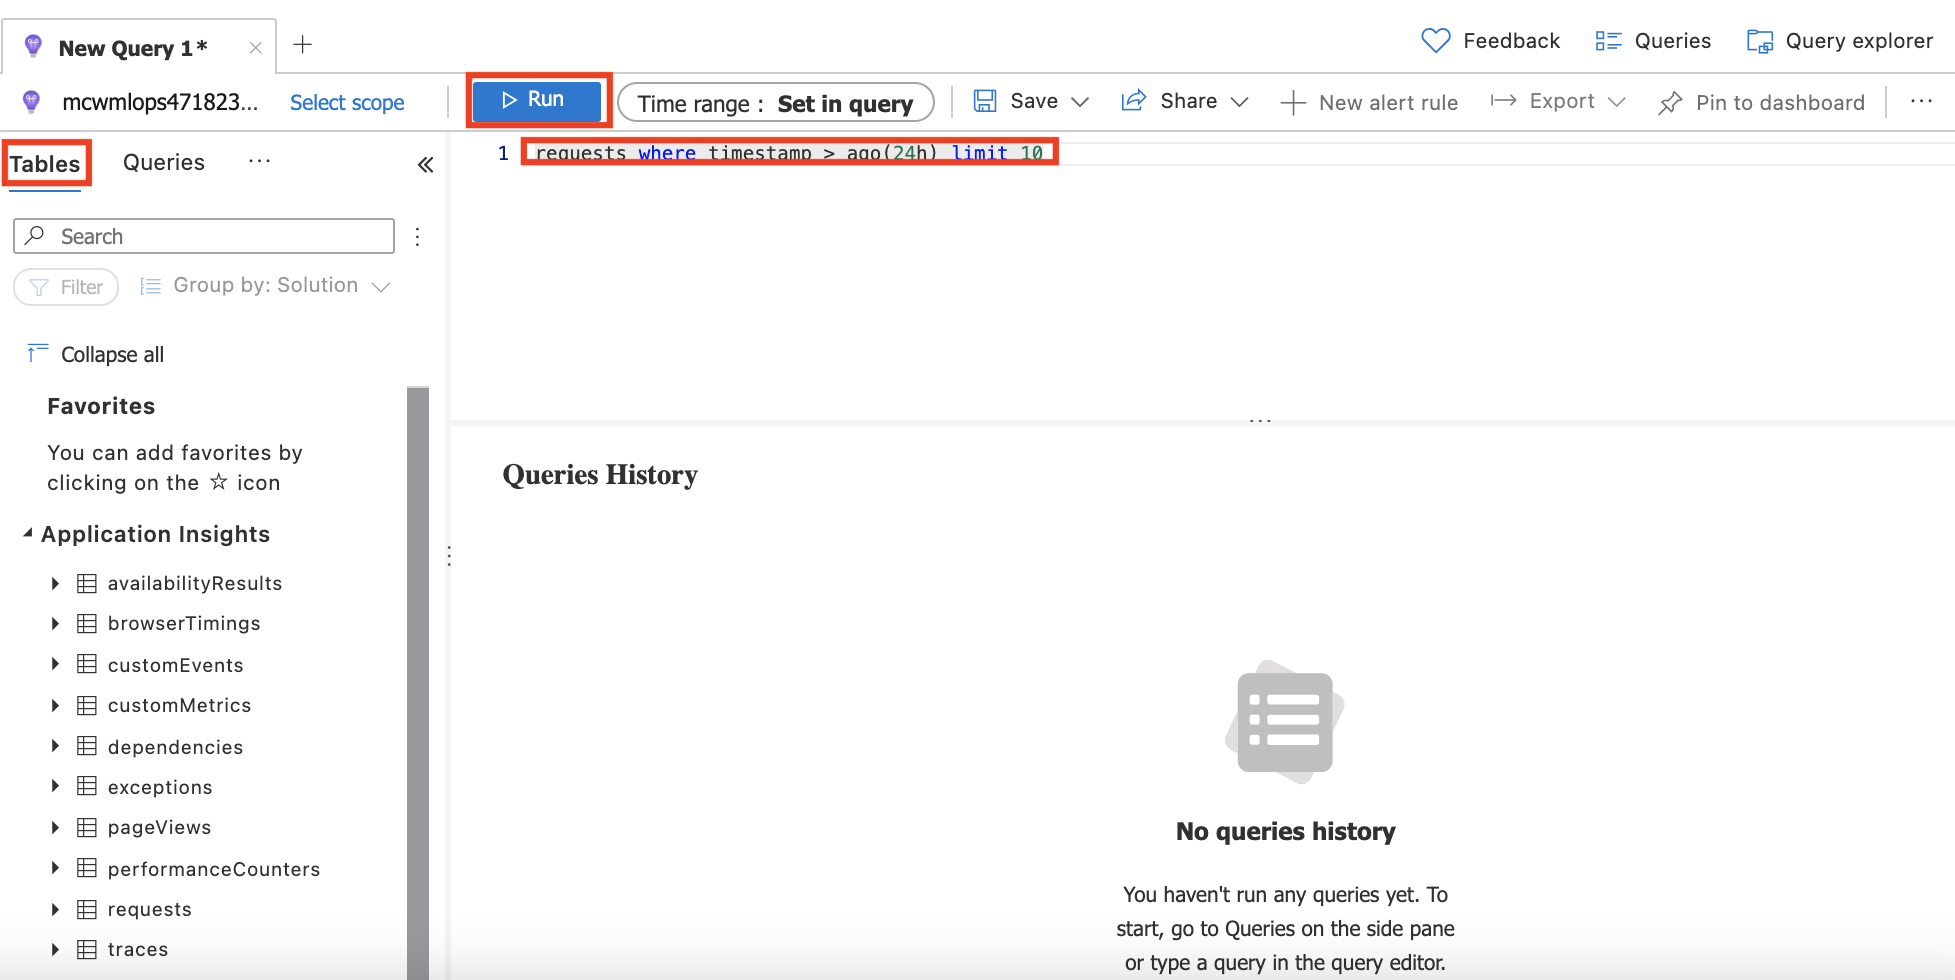 New Query 1*
Feedback
Queries
Query explorer
mcwmlops471823...
Select scope
Run
Time range : Set in query
Save
Share
New alert rule
Export
Pin to dashboard
Tables
Queries
1 requests where timestamp > ago(24h) limit 10
Search
Filter
Group by: Solution
Collapse all
Favorites
You can add favorites by
clicking on the ☆ icon
Application Insights
availabilityResults
browserTimings
customEvents
customMetrics
dependencies
exceptions
pageViews
performanceCounters
requests
traces
Queries History
No queries history
You haven't run any queries yet. To
start, go to Queries on the side pane
or type a query in the query editor.